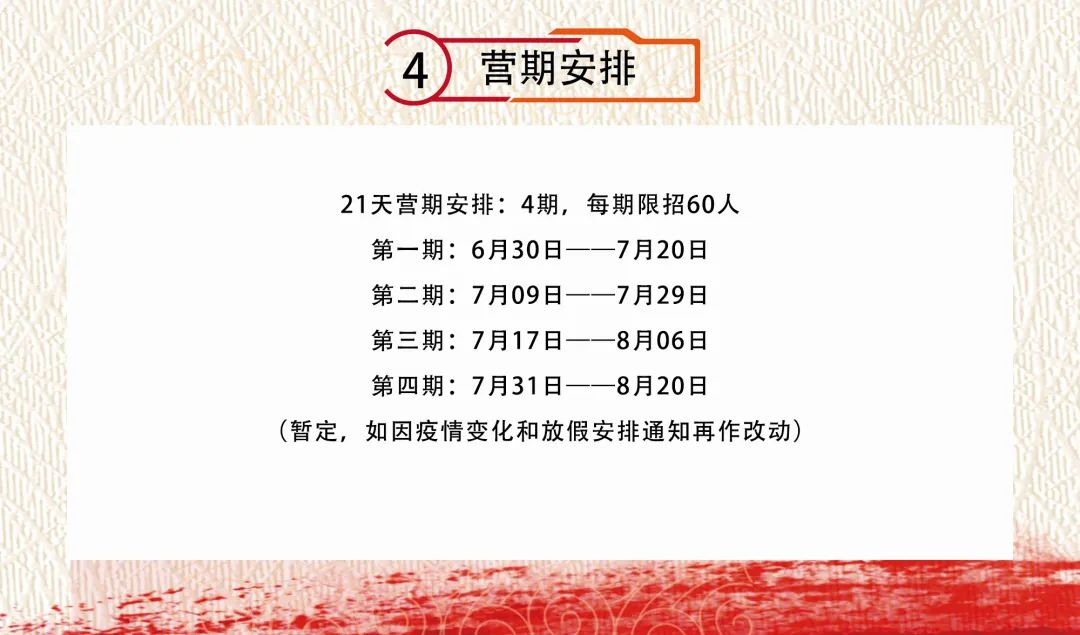 4 营期安排
21天营期安排：4期，每期限招60人
第一期：6月30日——7月20日
第二期：7月09日——7月29日
第三期：7月17日——8月06日
第四期：7月31日——8月20日
（暂定，如因疫情变化和放假安排通知再作改动）